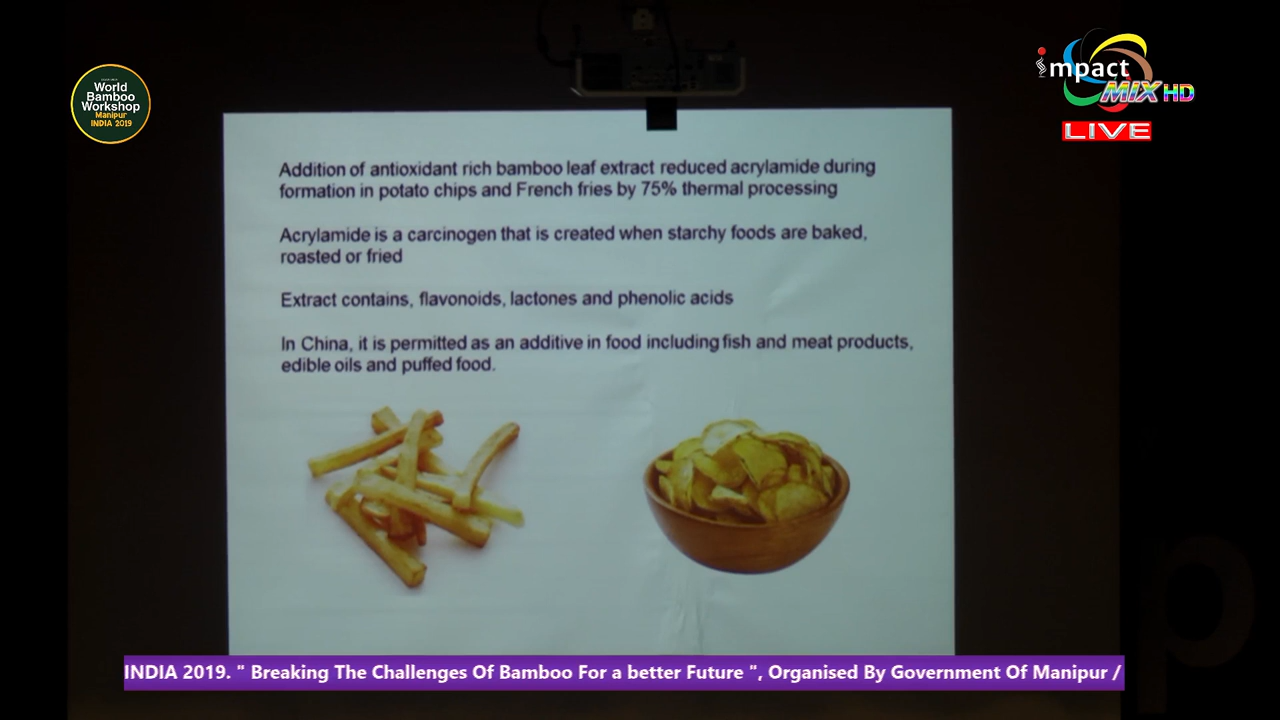 World
Bamboo
Workshop
Manipur
INDIA 2019
impact
MIX HD
LIVE
Addition of antioxidant rich bamboo leaf extract reduced acrylamide during
formation in potato chips and French fries by 75% thermal processing
Acrylamide is a carcinogen that is created when starchy foods are baked,
roasted or fried
Extract contains, flavonoids, lactones and phenolic acids
In China, it is permitted as an additive in food including fish and meat products,
edible oils and puffed food.
INDIA 2019. " Breaking The Challenges Of Bamboo For a better Future ", Organised By Government Of Manipur /